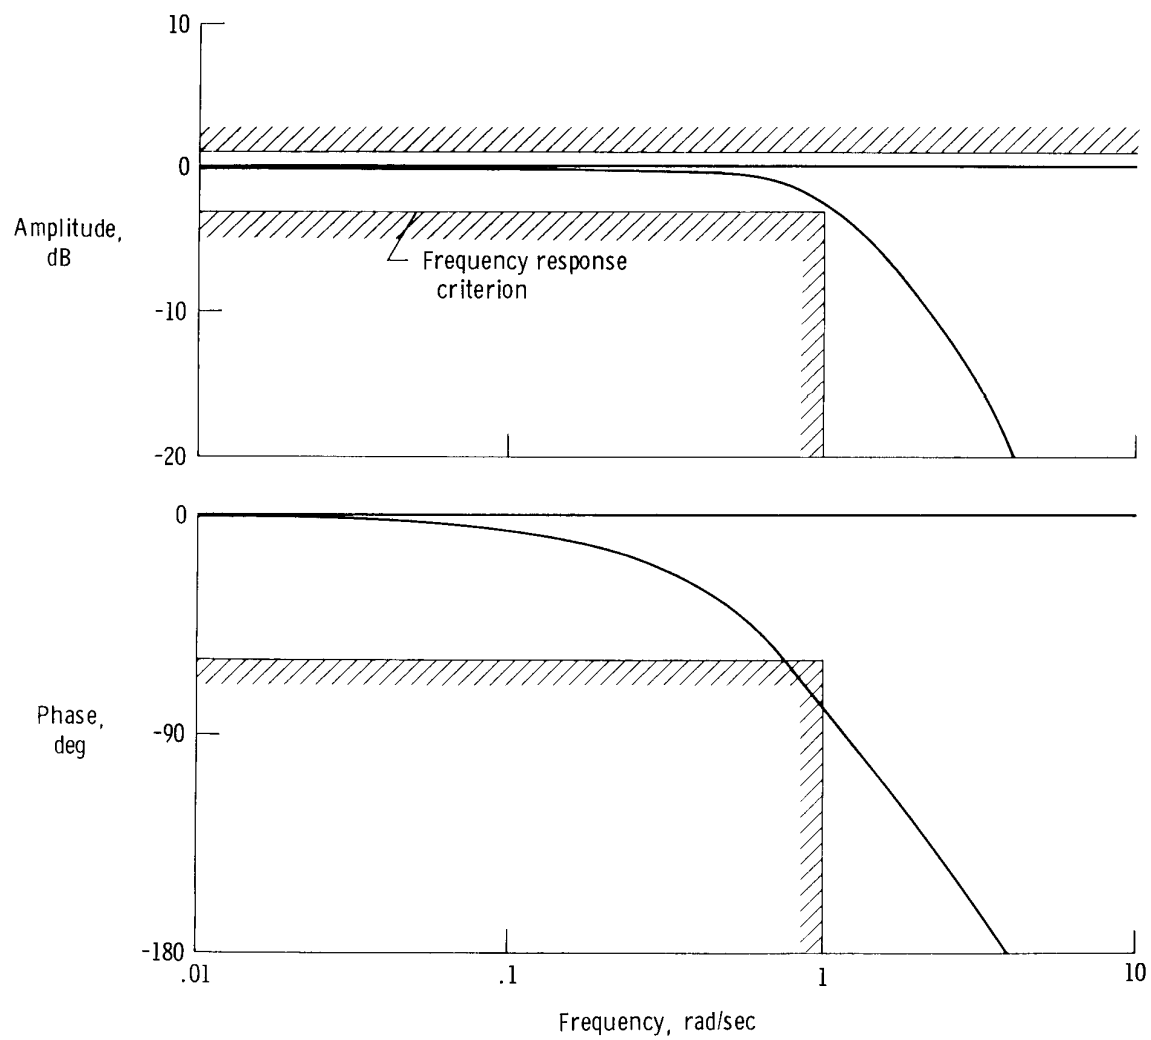 10
0
Amplitude,
dB
Frequency response
criterion
-10
-20
0
Phase,
deg
-90
-180
.01
.1
1
10
Frequency, rad/sec